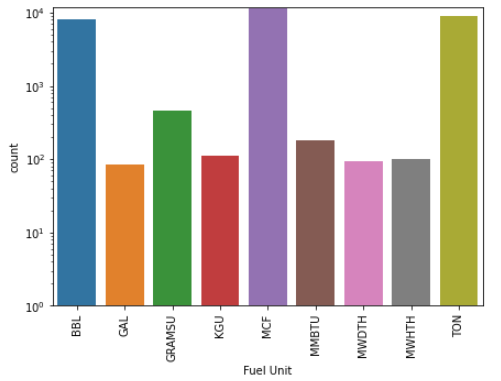 10^4
10^3
10^2
10^1
10^0
count
BBL
GAL
GRAMSU
KGU
MCF
MMBTU
MWDTH
MWHTH
TON
Fuel Unit